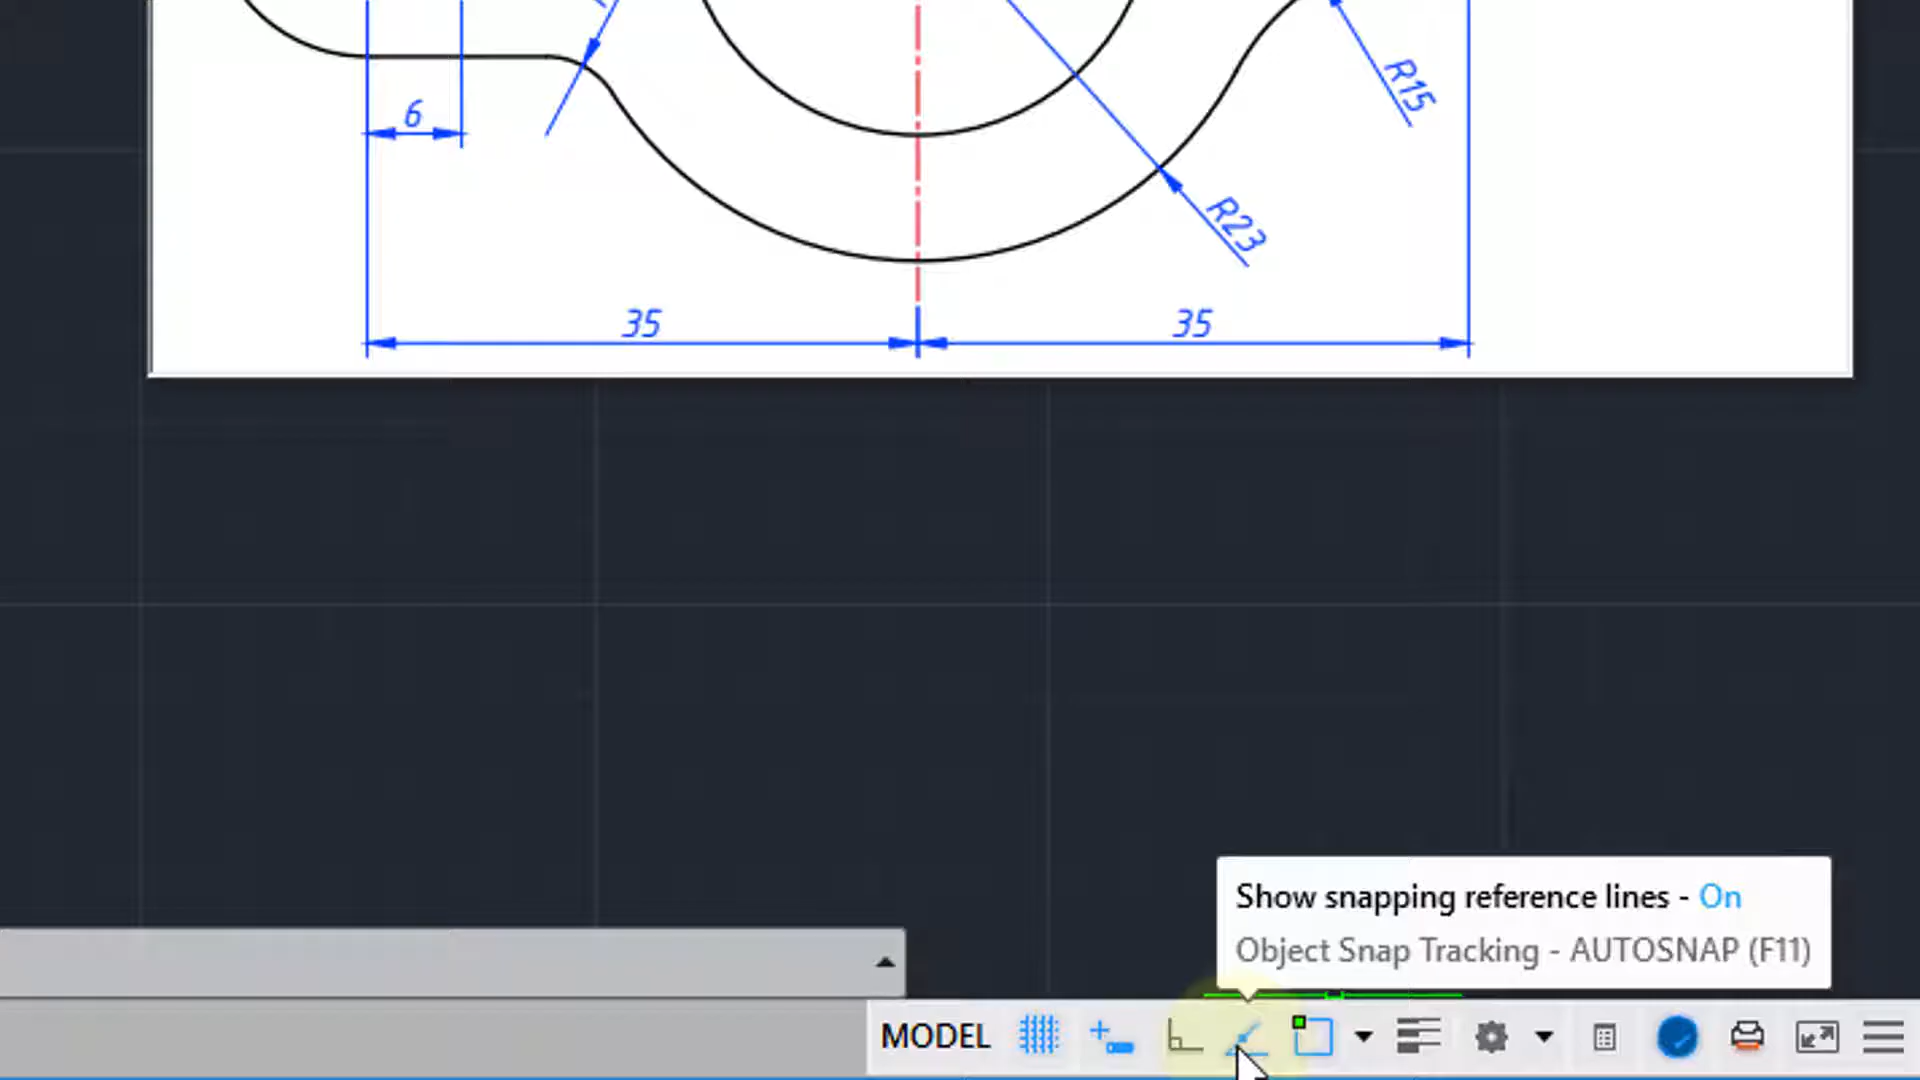 R15
6
R23
35
35
Show snapping reference lines - On
Object Snap Tracking - AUTOSNAP (F11)
MODEL